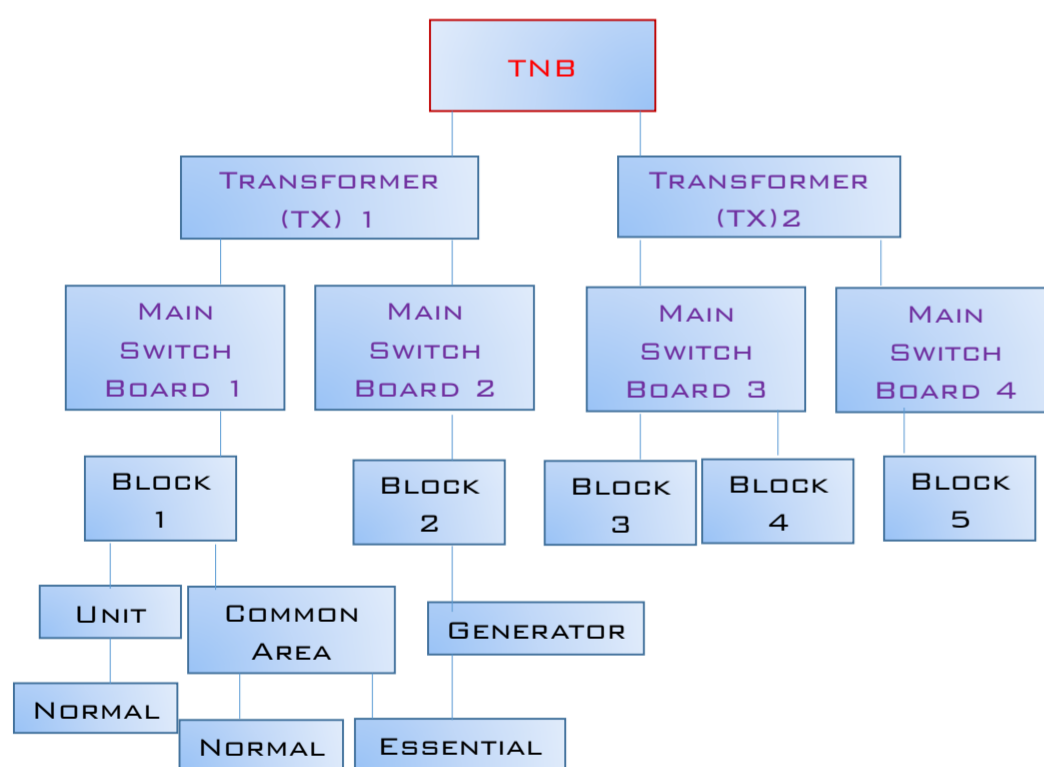 TNB
TRANSFORMER
(TX) 1
TRANSFORMER
(TX)2
MAIN
SWITCH
BOARD 1
MAIN
SWITCH
BOARD 2
MAIN
SWITCH
BOARD 3
MAIN
SWITCH
BOARD 4
BLOCK
1
BLOCK
2
BLOCK
3
BLOCK
4
BLOCK
5
UNIT
COMMON
AREA
GENERATOR
NORMAL
NORMAL
ESSENTIAL